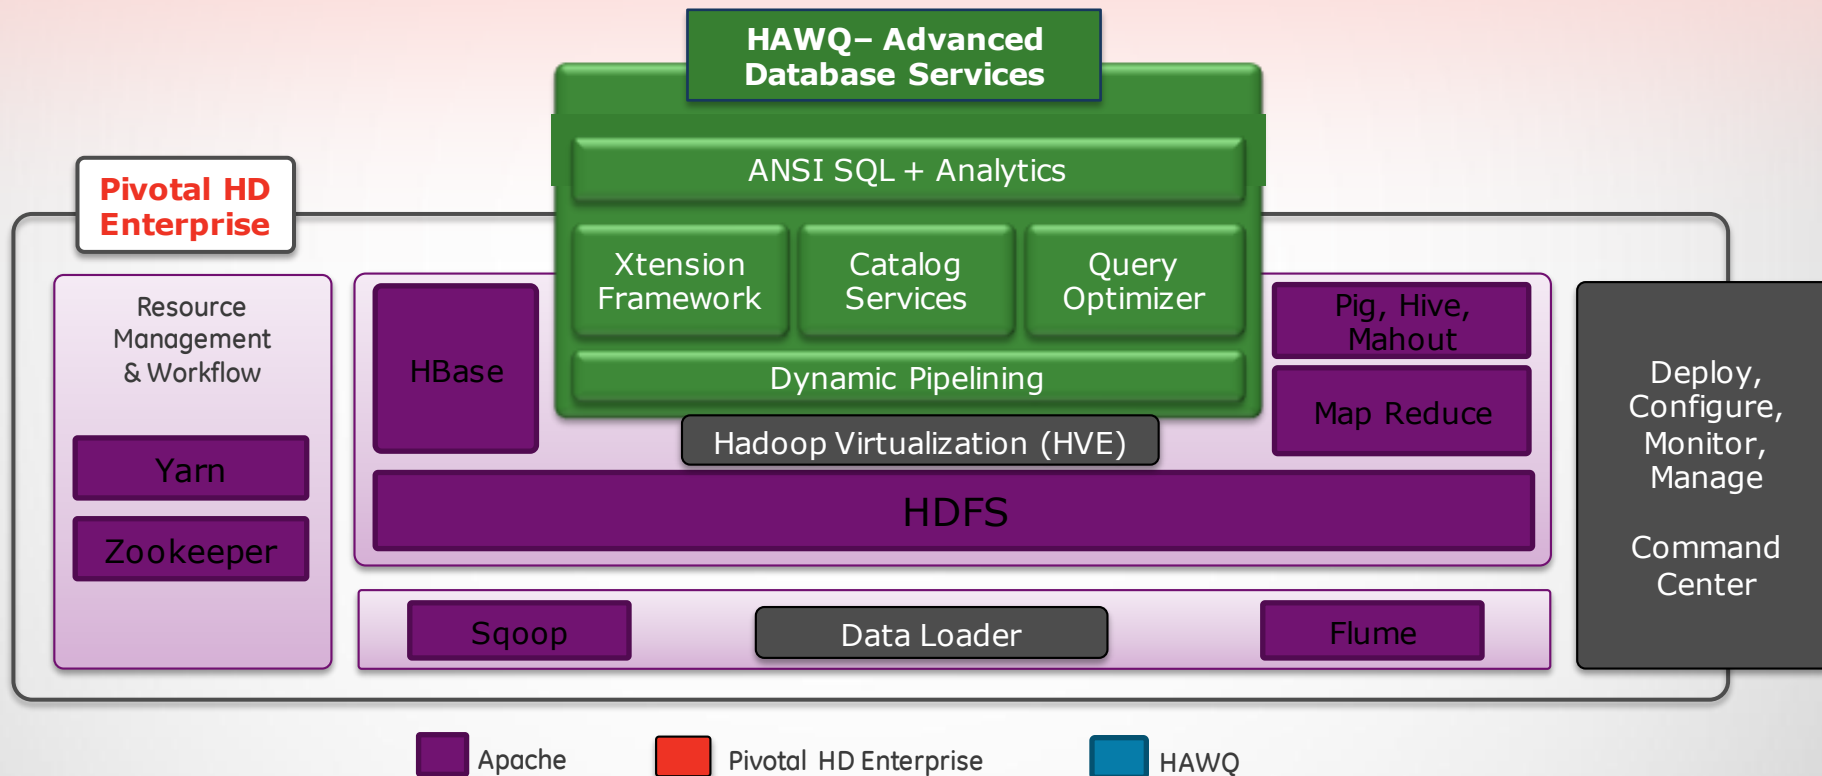 HAWQ– Advanced
Database Services
ANSI SQL + Analytics
Pivotal HD
Enterprise
Xtension
Framework
Catalog
Services
Query
Optimizer
Dynamic Pipelining
Resource
Management
& Workflow
Yarn
Zookeeper
HBase
Pig, Hive,
Mahout
Map Reduce
Hadoop Virtualization (HVE)
HDFS
Deploy,
Configure,
Monitor,
Manage
Command
Center
Sqoop
Data Loader
Flume
Apache
Pivotal HD Enterprise
HAWQ